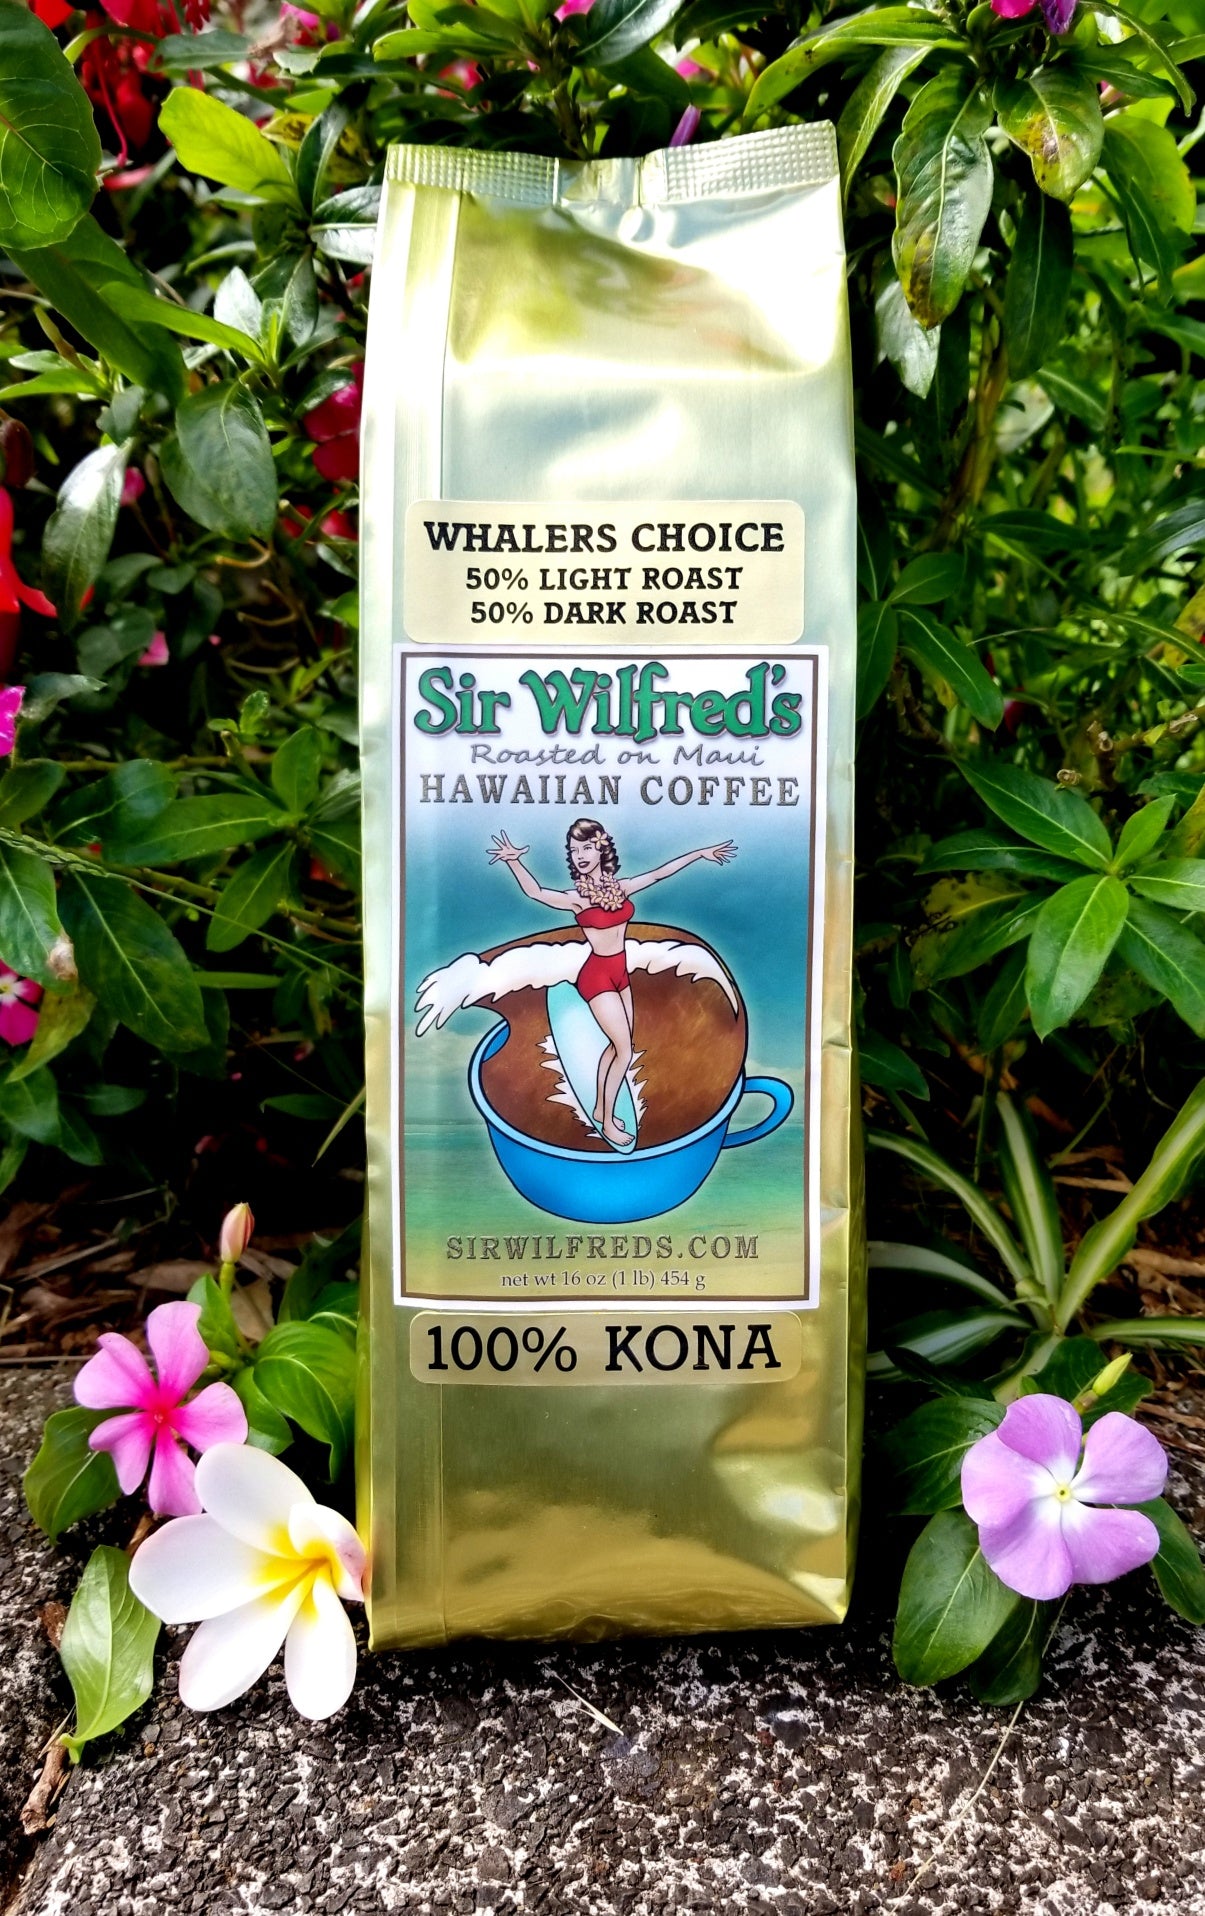 WHALERS CHOICE
50% LIGHT ROAST
50% DARK ROAST
Sir Wilfred's
Roasted on Maui
HAWAIIAN COFFEE
SIRWILFREDS.COM
net wt 16 oz (1 lb) 454 g
100% KONA